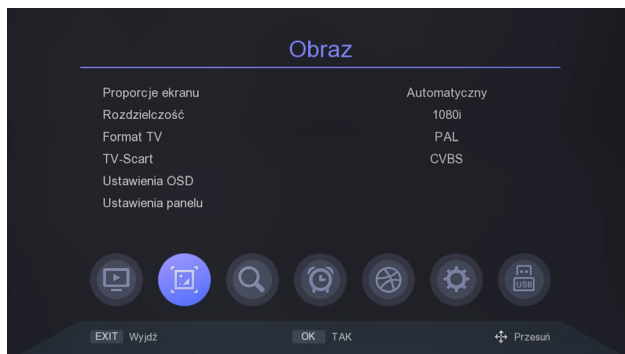 Obraz
Proporcje ekranu Automatyczny
Rozdzielczość 1080i
Format TV PAL
TV-Scart CVBS
Ustawienia OSD
Ustawienia panelu
USB
EXIT Wyjdź OK TAK Przesuń